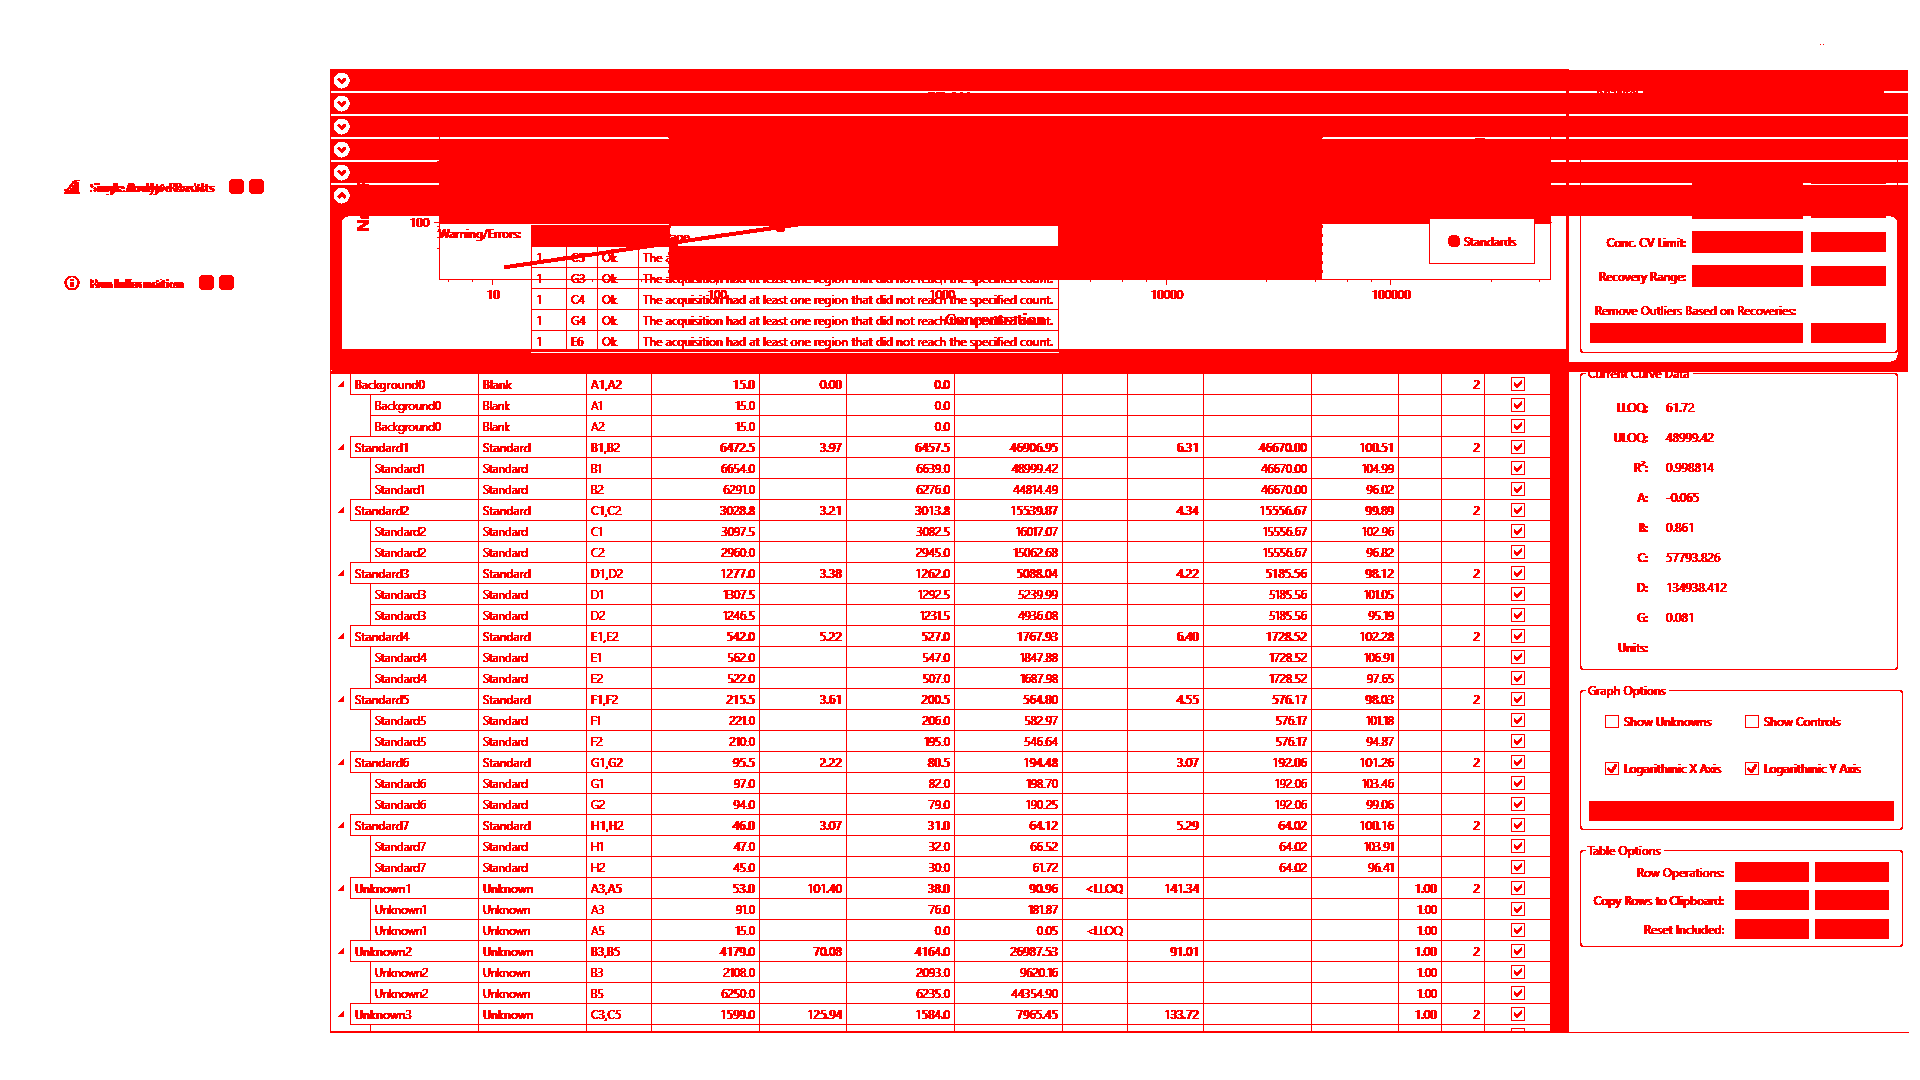 100
Warning/Errors:
Standards
Conc. CV Limit:
1 C5 Ok The
Recovery Range:
1 G3 Ok The acquisition had at least one region that did not reach the specified count.
10 100 1000 10000 100000
1 C4 Ok The acquisition had at least one region that did not reach the specified count.
Remove Outliers Based on Recoveries:
1 G4 Ok The acquisition had at least one region that did not reach
Concentration
1 E6 Ok The acquisition had at least one region that did not reach the specified count.
Current Curve Data
Background0 Blank A1,A2 15.0 0.00 0.0 2
Background0 Blank A1 15.0 0.0
Background0 Blank A2 15.0 0.0
Standard1 Standard B1,B2 6472.5 3.97 6457.5 46906.95 6.31 46670.00 100.51 2
Standard1 Standard B1 6654.0 6639.0 48999.42 46670.00 104.99
Standard1 Standard B2 6291.0 6276.0 44814.49 46670.00 96.02
Standard2 Standard C1,C2 3028.8 3.21 3013.8 15539.87 4.34 15556.67 99.89 2
Standard2 Standard C1 3097.5 3082.5 16017.07 15556.67 102.96
Standard2 Standard C2 2960.0 2945.0 15062.68 15556.67 96.82
Standard3 Standard D1,D2 1277.0 3.38 1262.0 5088.04 4.22 5185.56 98.12 2
Standard3 Standard D1 1307.5 1292.5 5239.99 5185.56 101.05
Standard3 Standard D2 1246.5 1231.5 4936.08 5185.56 95.19
Standard4 Standard E1,E2 542.0 5.22 527.0 1767.93 6.40 1728.52 102.28 2
Standard4 Standard E1 562.0 547.0 1847.88 1728.52 106.91
Standard4 Standard E2 522.0 507.0 1687.98 1728.52 97.65
Standard5 Standard F1,F2 215.5 3.61 200.5 564.80 4.55 576.17 98.03 2
Standard5 Standard F1 221.0 206.0 582.97 576.17 101.18
Standard5 Standard F2 210.0 195.0 546.64 576.17 94.87
Standard6 Standard G1,G2 95.5 2.22 80.5 194.48 3.07 192.06 101.26 2
Standard6 Standard G1 97.0 82.0 198.70 192.06 103.46
Standard6 Standard G2 94.0 79.0 190.25 192.06 99.06
Standard7 Standard H1,H2 46.0 3.07 31.0 64.12 5.29 64.02 100.16 2
Standard7 Standard H1 47.0 32.0 66.52 64.02 103.91
Standard7 Standard H2 45.0 30.0 61.72 64.02 96.41
Unknown1 Unknown A3,A5 53.0 101.40 38.0 90.96 <LLOQ 141.34 1.00 2
Unknown1 Unknown A3 91.0 76.0 181.87 1.00
Unknown1 Unknown A5 15.0 0.0 0.05 <LLOQ 1.00
Unknown2 Unknown B3,B5 4179.0 70.08 4164.0 26987.53 91.01 1.00 2
Unknown2 Unknown B3 2108.0 2093.0 9620.16 1.00
Unknown2 Unknown B5 6250.0 6235.0 44354.90 1.00
Unknown3 Unknown C3,C5 1599.0 125.94 1584.0 7965.45 133.72 1.00 2
LLOQ: 61.72
ULOQ: 48999.42
R²: 0.998814
A: -0.065
B: 0.861
C: 57793.826
D: 134938.412
G: 0.081
Units:
Graph Options
Show Unknowns Show Controls
Logarithmic X Axis Logarithmic Y Axis
Table Options
Row Operations:
Copy Rows to Clipboard:
Reset Included: